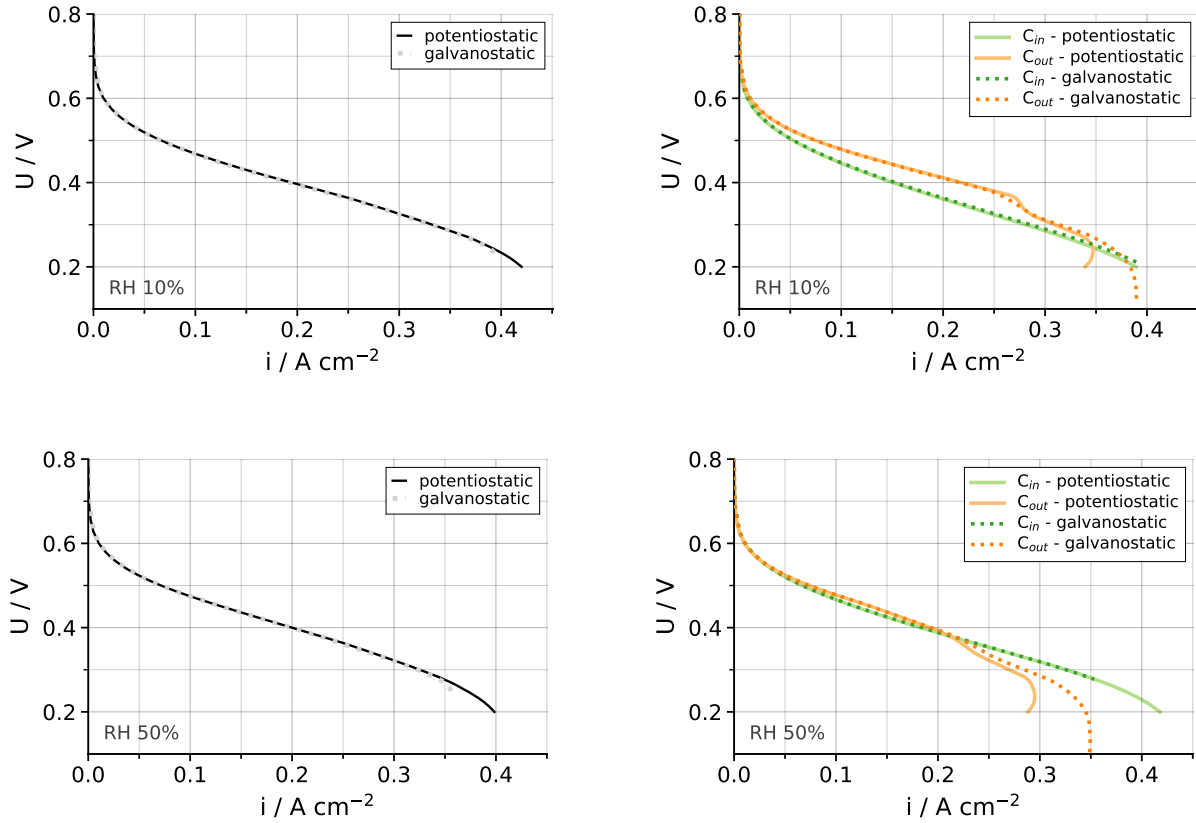 0.8
0.6
0.4
0.2
U / V
potentiostatic
galvanostatic
RH 10%
0.0 0.1 0.2 0.3 0.4
i / A cm⁻²
0.8
0.6
0.4
0.2
U / V
C_in - potentiostatic
C_out - potentiostatic
C_in - galvanostatic
C_out - galvanostatic
RH 10%
0.0 0.1 0.2 0.3 0.4
i / A cm⁻²
0.8
0.6
0.4
0.2
U / V
potentiostatic
galvanostatic
RH 50%
0.0 0.1 0.2 0.3 0.4
i / A cm⁻²
0.8
0.6
0.4
0.2
U / V
C_in - potentiostatic
C_out - potentiostatic
C_in - galvanostatic
C_out - galvanostatic
RH 50%
0.0 0.1 0.2 0.3 0.4
i / A cm⁻²